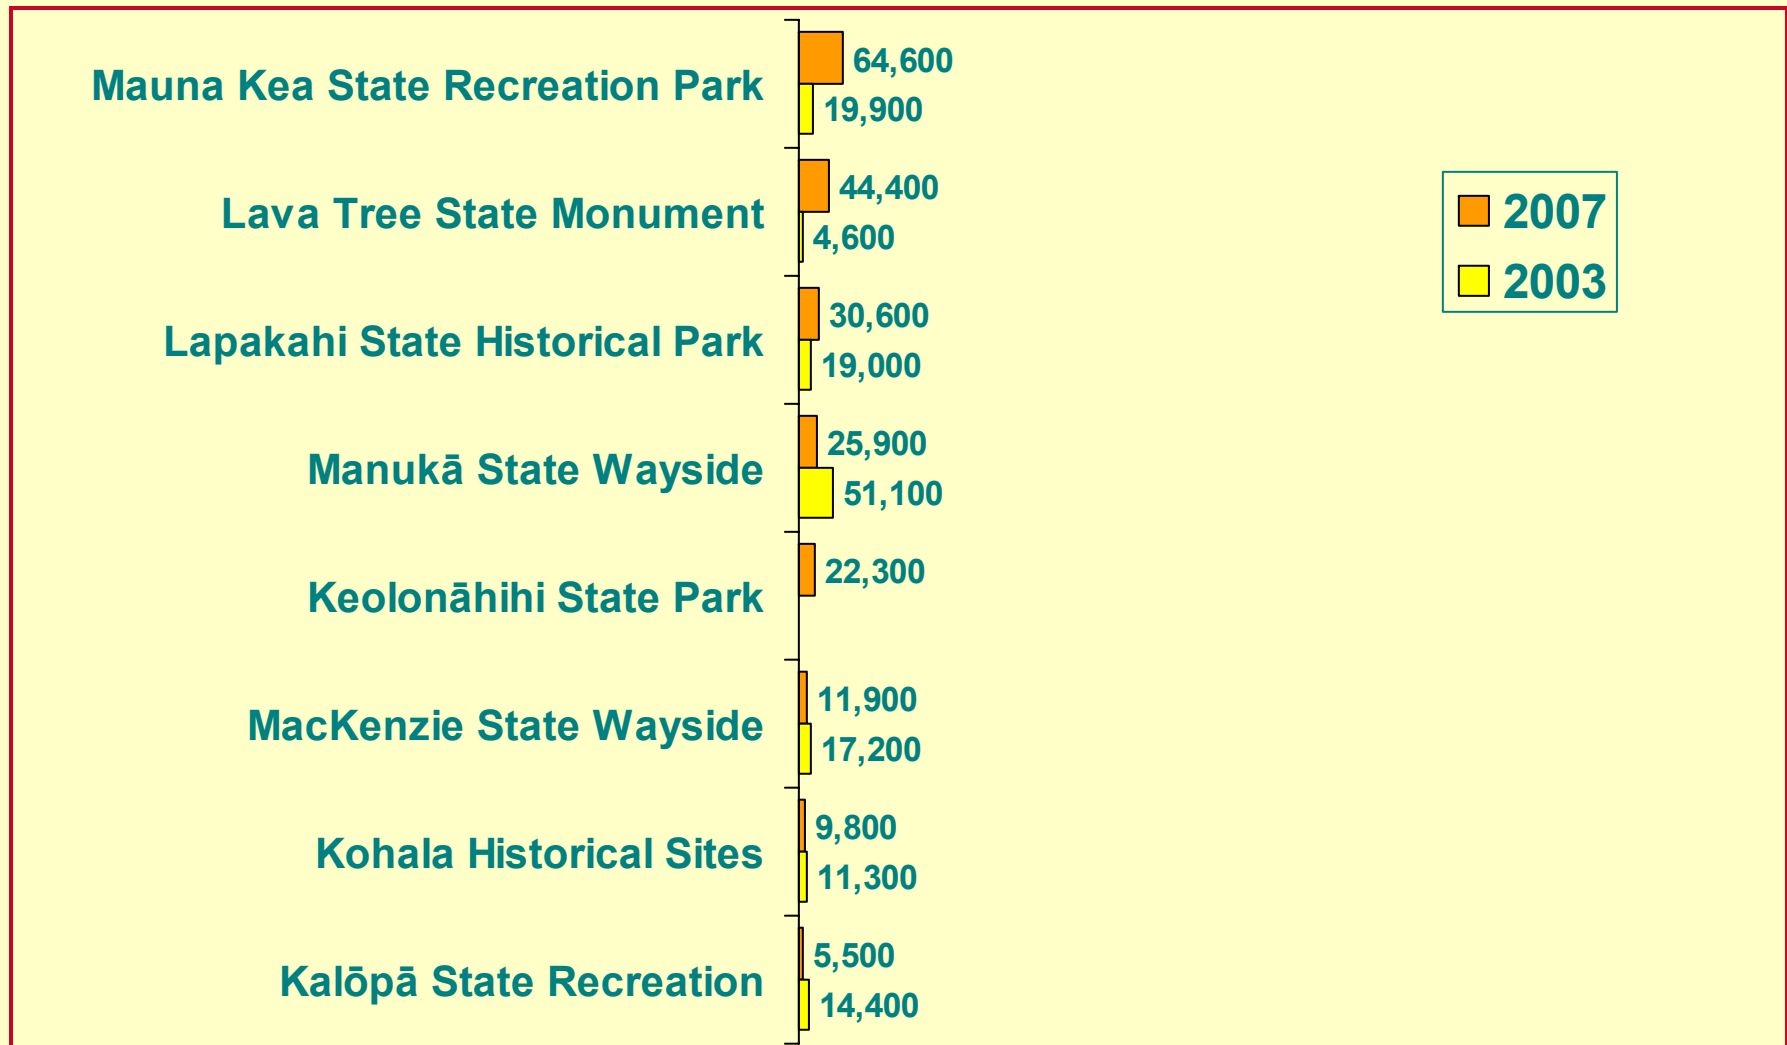 Mauna Kea State Recreation Park
64,600
19,900
Lava Tree State Monument
44,400
4,600
Lapakahi State Historical Park
30,600
19,000
Manukā State Wayside
25,900
51,100
Keolonāhihi State Park
22,300
MacKenzie State Wayside
11,900
17,200
Kohala Historical Sites
9,800
11,300
Kalōpā State Recreation
5,500
14,400
2007
2003